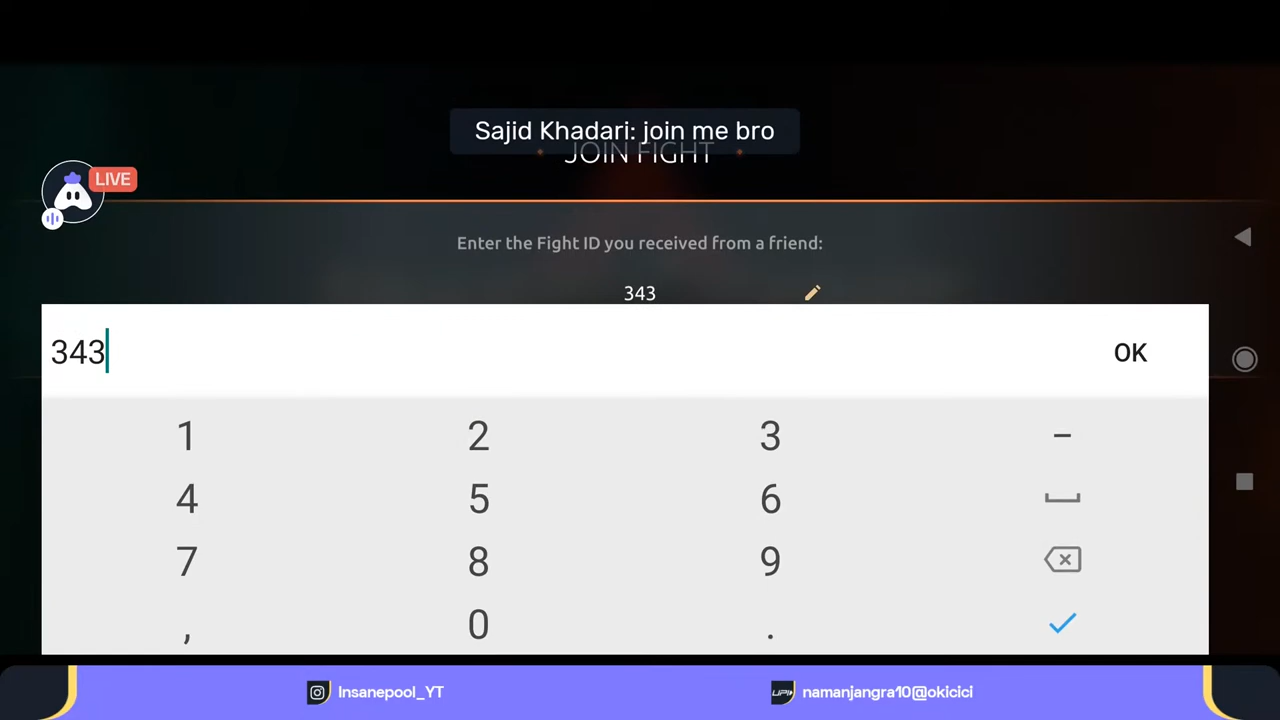 Sajid Khadari: join me bro
JOIN FIGHT
LIVE
Enter the Fight ID you received from a friend:
343
343
OK
1 2 3 –
4 5 6
7 8 9
, 0 .
Insanepool_YT
UPI namanjangra10@okicici